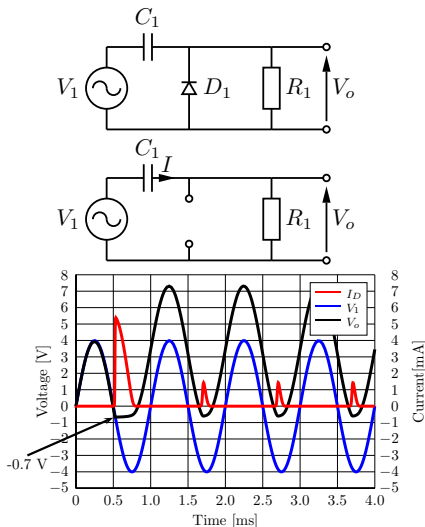 C₁
V₁
D₁
R₁
Vₒ
C₁
I
V₁
R₁
Vₒ
8
7
6
5
4
3
2
1
0
−1
−2
−3
−4
−5
Voltage [V]
-0.7 V
I_D
V₁
Vₒ
8
7
6
5
4
3
2
1
0
−1
−2
−3
−4
−5
Current[mA]
0 0.5 1.0 1.5 2.0 2.5 3.0 3.5 4.0
Time [ms]